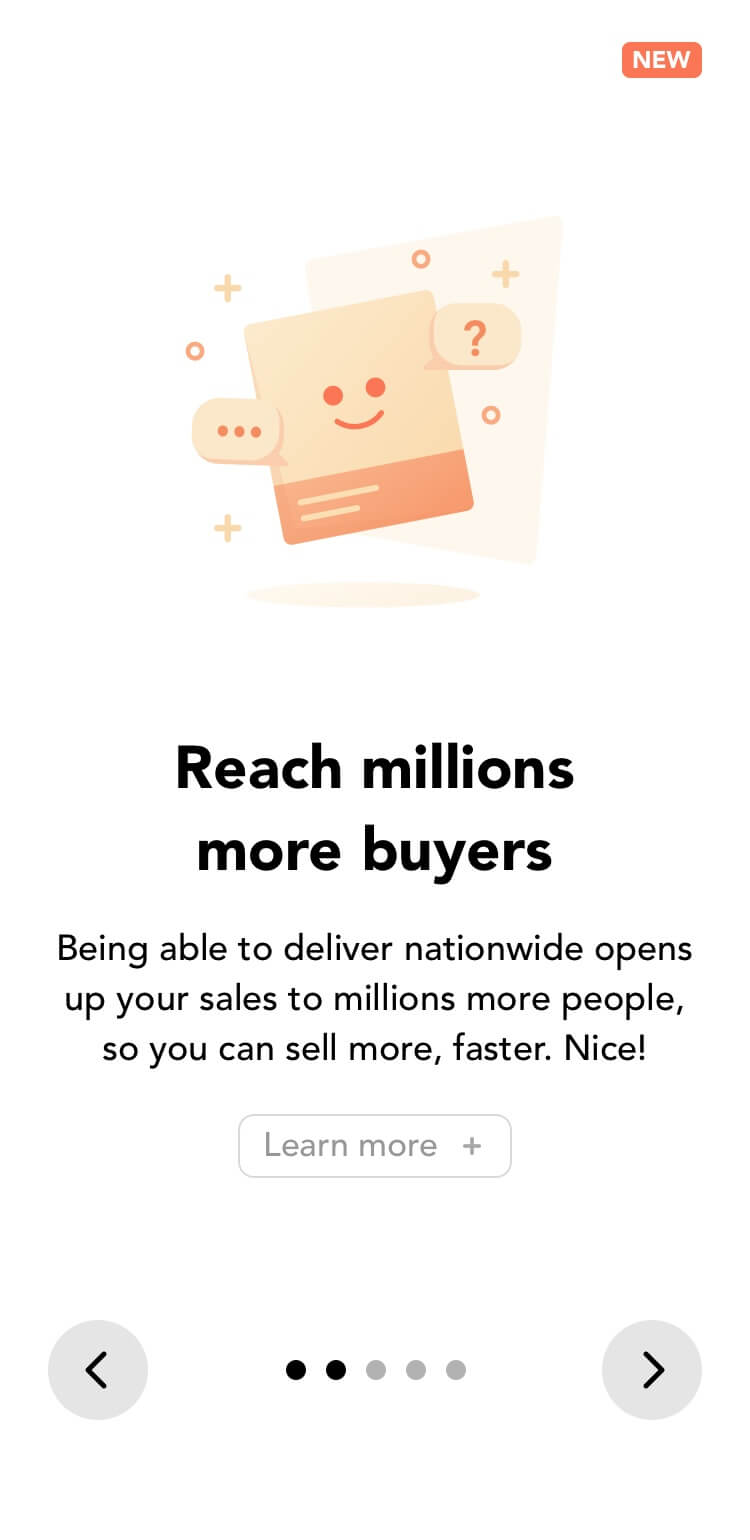 NEW
?
Reach millions
more buyers
Being able to deliver nationwide opens
up your sales to millions more people,
so you can sell more, faster. Nice!
Learn more +